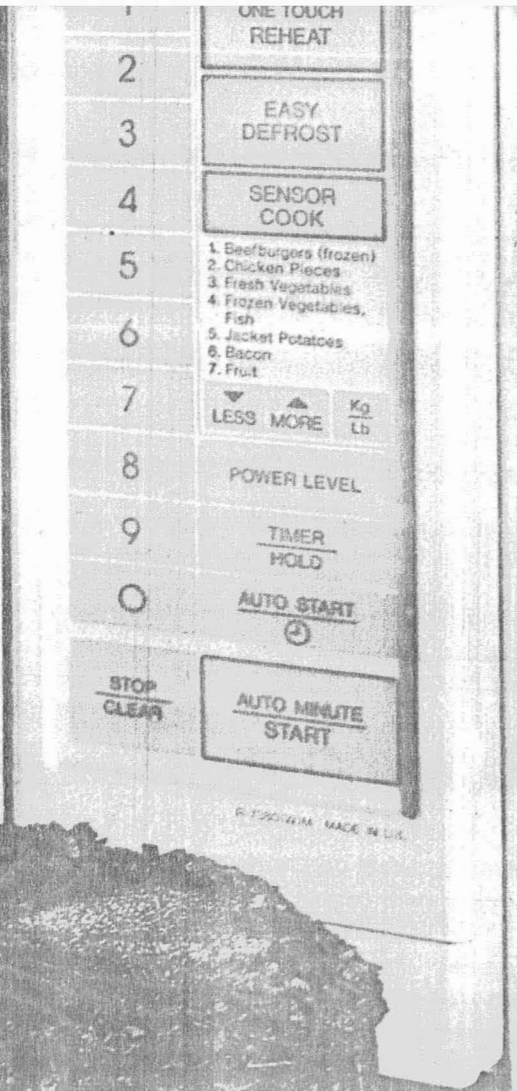 1
ONE TOUCH
REHEAT
2
EASY
DEFROST
3
4
SENSOR
COOK
1. Beefburgers (frozen)
5
2. Chicken Pieces
3. Fresh Vegetables
4. Frozen Vegetables,
Fish
6
5. Jacket Potatoes
6. Bacon
7. Fruit
7
LESS MORE
Kg
Lb
8
POWER LEVEL
9
TIMER
HOLD
0
AUTO START
STOP
CLEAR
AUTO MINUTE
START
MADE IN